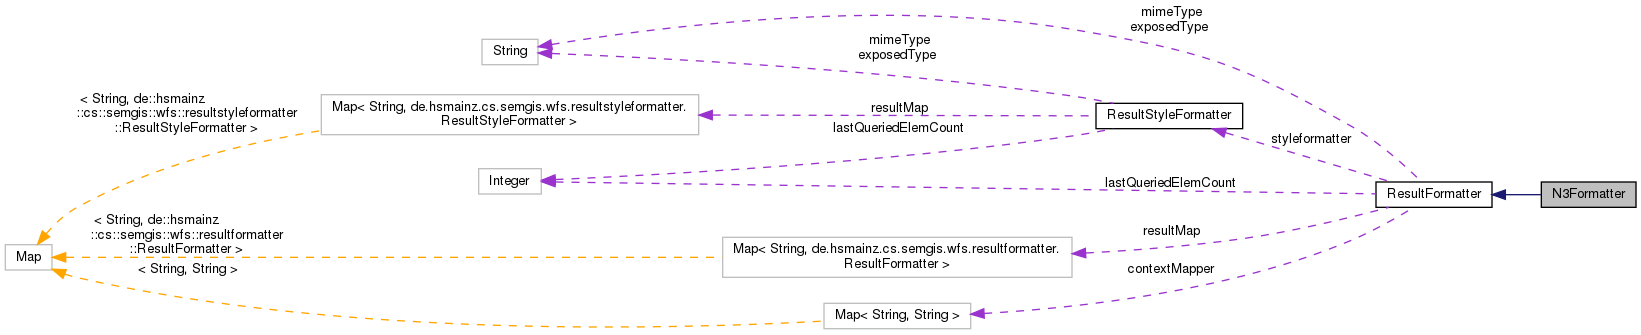 mimeType
exposedType
mimeType
exposedType
String
< String, de::hsmainz
::cs::semgis::wfs::resultstyleformatter
::ResultStyleFormatter >
Map< String, de.hsmainz.cs.semgis.wfs.resultstyleformatter.
ResultStyleFormatter >
resultMap
lastQueriedElemCount
ResultStyleFormatter
styleformatter
Integer
lastQueriedElemCount
ResultFormatter
N3Formatter
< String, de::hsmainz
::cs::semgis::wfs::resultformatter
::ResultFormatter >
Map
< String, String >
Map< String, de.hsmainz.cs.semgis.wfs.resultformatter.
ResultFormatter >
resultMap
contextMapper
Map< String, String >